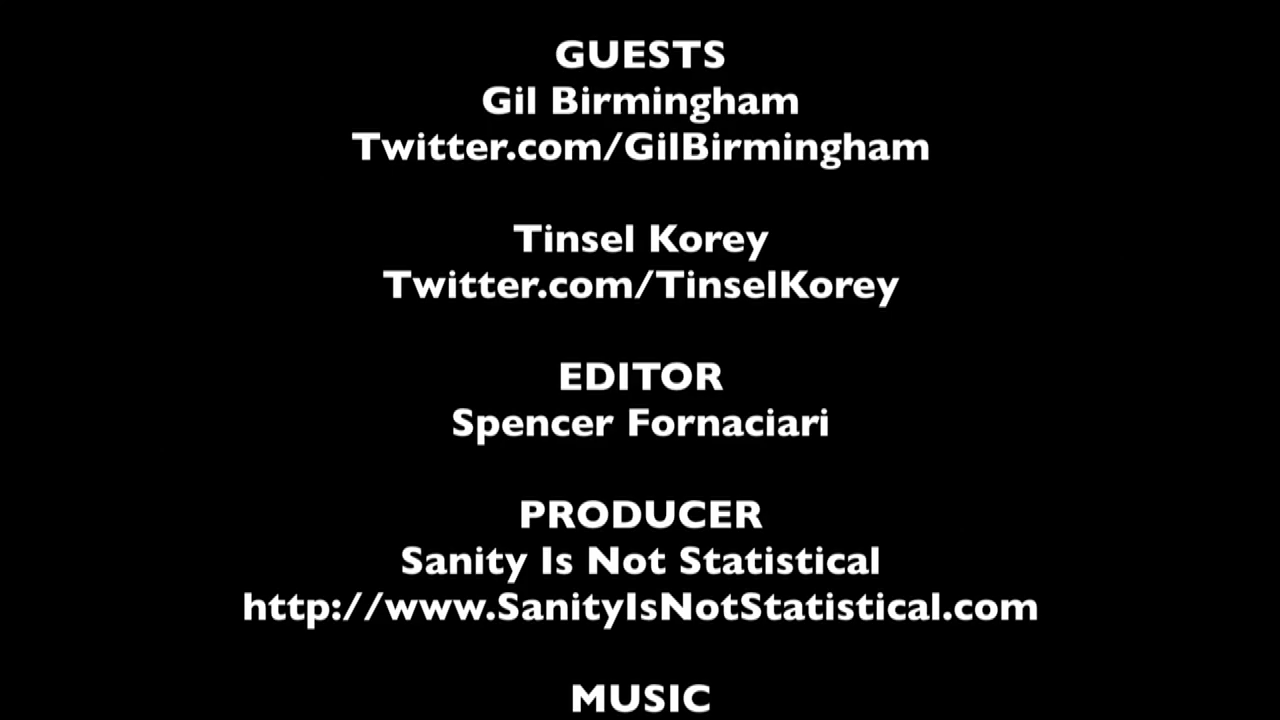 GUESTS
Gil Birmingham
Twitter.com/GilBirmingham
Tinsel Korey
Twitter.com/TinselKorey
EDITOR
Spencer Fornaciari
PRODUCER
Sanity Is Not Statistical
http://www.SanityIsNotStatistical.com
MUSIC